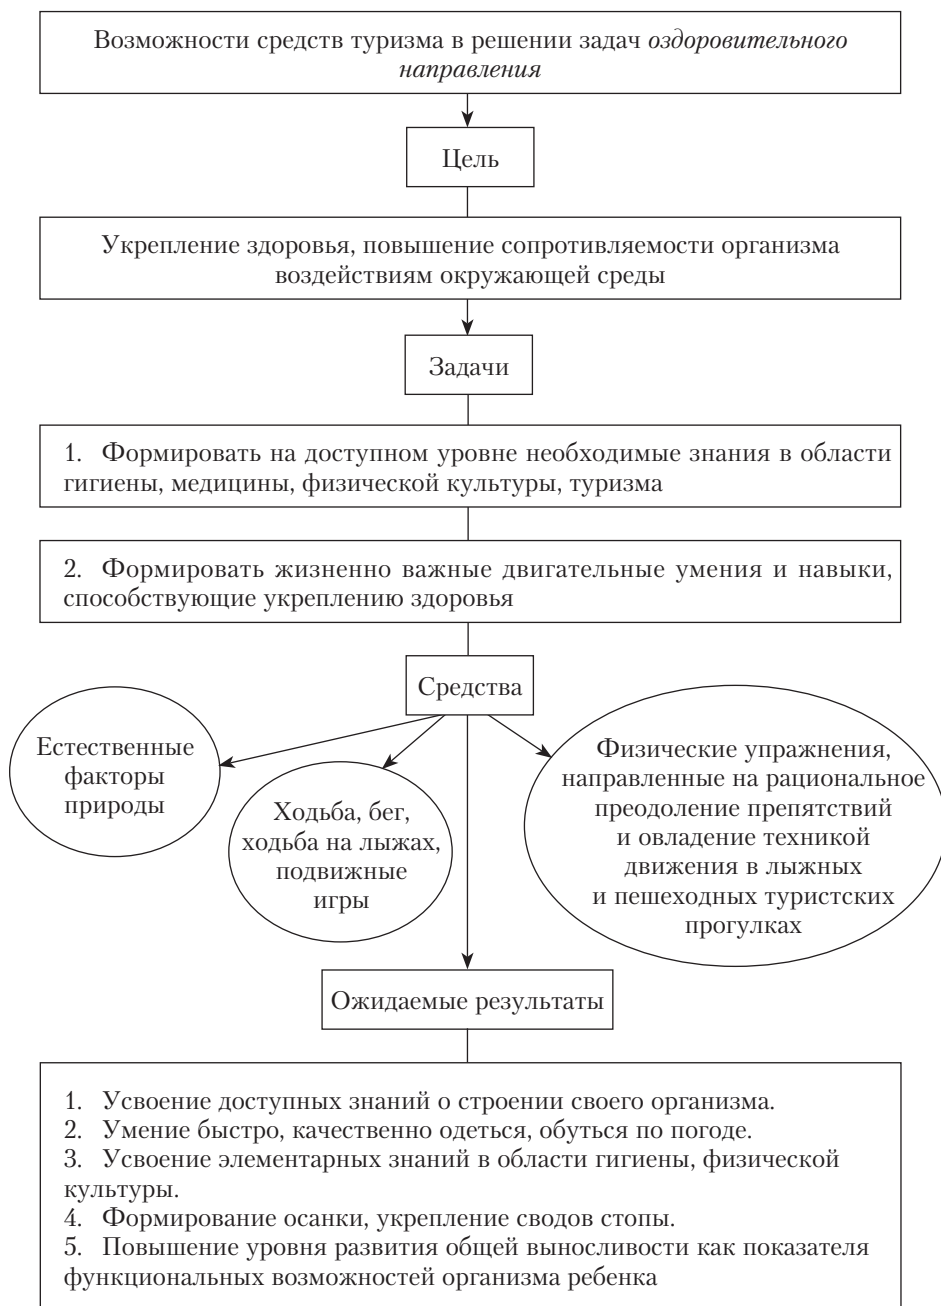 Возможности средств туризма в решении задач оздоровительного
направления
Цель
Укрепление здоровья, повышение сопротивляемости организма
воздействиям окружающей среды
Задачи
1. Формировать на доступном уровне необходимые знания в области
гигиены, медицины, физической культуры, туризма
2. Формировать жизненно важные двигательные умения и навыки,
способствующие укреплению здоровья
Средства
Естественные
факторы
природы
Ходьба, бег,
ходьба на лыжах,
подвижные
игры
Физические упражнения,
направленные на рациональное
преодоление препятствий
и овладение техникой
движения в лыжных
и пешеходных туристских
прогулках
Ожидаемые результаты
1. Усвоение доступных знаний о строении своего организма.
2. Умение быстро, качественно одеться, обуться по погоде.
3. Усвоение элементарных знаний в области гигиены, физической
культуры.
4. Формирование осанки, укрепление сводов стопы.
5. Повышение уровня развития общей выносливости как показателя
функциональных возможностей организма ребенка